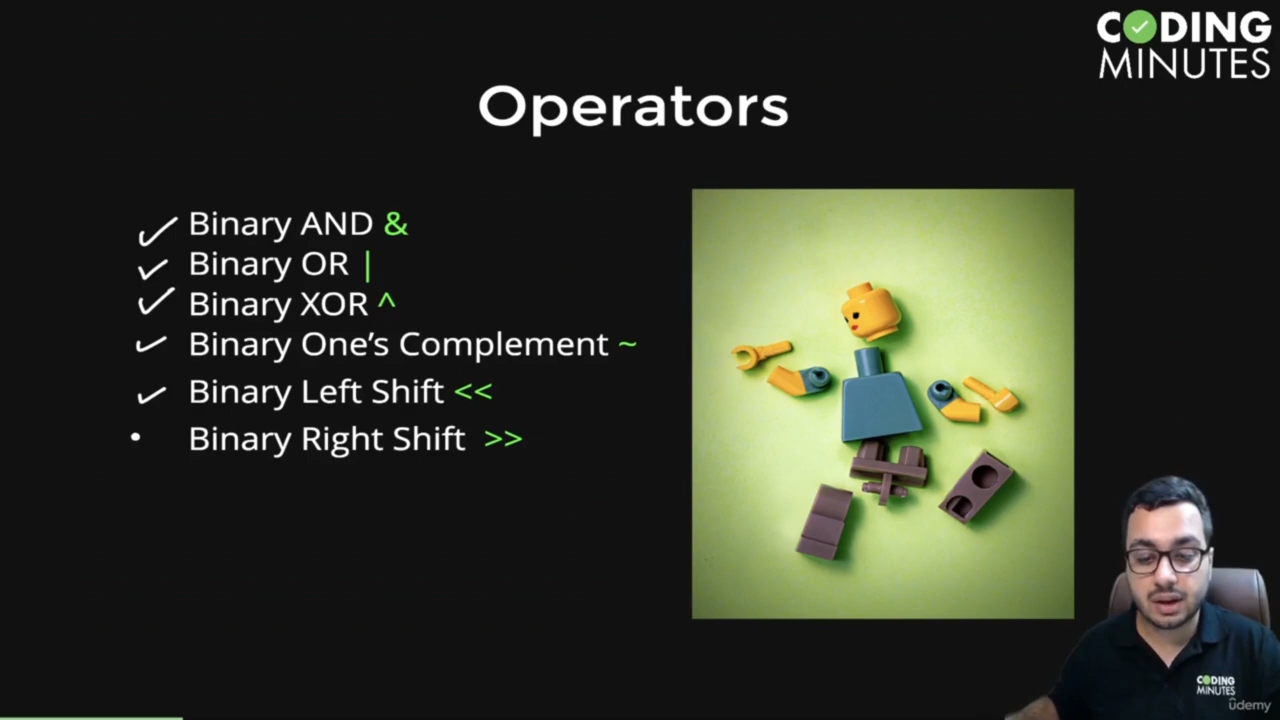 CODING
MINUTES
Operators
Binary AND &
Binary OR |
Binary XOR ^
Binary One’s Complement ~
Binary Left Shift <<
• Binary Right Shift >>
CODING
MINUTES
ûdemy